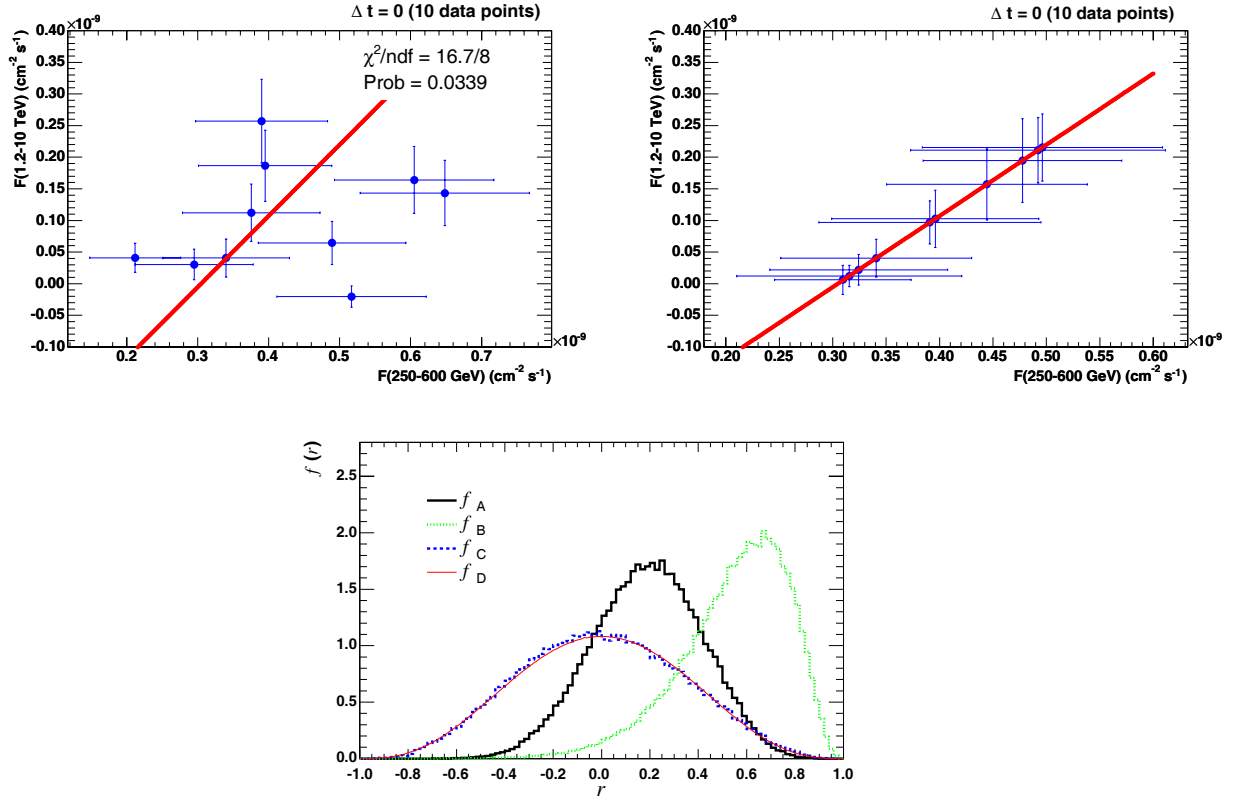 Δ t = 0 (10 data points)
×10⁻⁹
F(1.2-10 TeV) (cm⁻² s⁻¹)
χ²/ndf = 16.7/8
Prob = 0.0339
0.40
0.35
0.30
0.25
0.20
0.15
0.10
0.05
0.00
-0.05
-0.10
0.2 0.3 0.4 0.5 0.6 0.7
×10⁻⁹
F(250-600 GeV) (cm⁻² s⁻¹)
Δ t = 0 (10 data points)
×10⁻⁹
F(1.2-10 TeV) (cm⁻² s⁻¹)
0.40
0.35
0.30
0.25
0.20
0.15
0.10
0.05
0.00
-0.05
-0.10
0.20 0.25 0.30 0.35 0.40 0.45 0.50 0.55 0.60
×10⁻⁹
F(250-600 GeV) (cm⁻² s⁻¹)
f (r)
2.5
2.0
1.5
1.0
0.5
0.0
f A
f B
f C
f D
-1.0 -0.8 -0.6 -0.4 -0.2 0.0 0.2 0.4 0.6 0.8 1.0
r